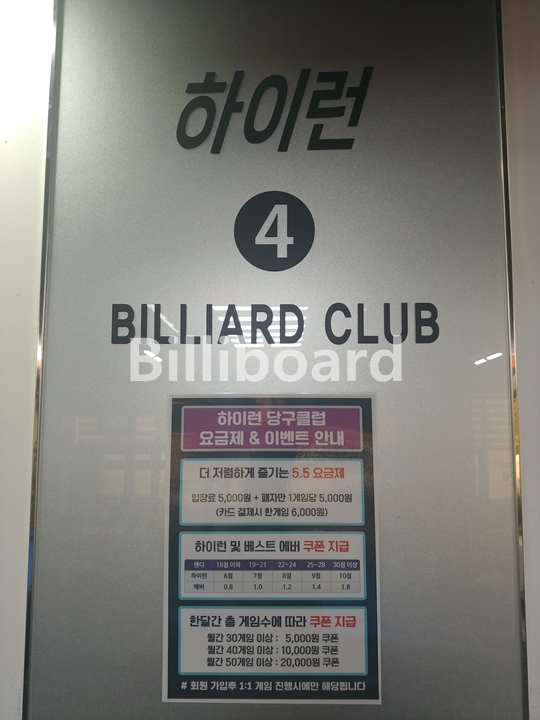 하이런
4
BILLIARD CLUB
Billiboard
하이런 당구클럽
요금제 & 이벤트 안내
더 저렴하게 즐기는 5.5 요금제
입장료 5,000원 + 패자만 1게임당 5,000원
(카드 결제시 한게임 6,000원)
하이런 및 베스트 에버 쿠폰 지급
핸디 18점 이하 19~21 22~24 25~28 30점 이상
하이런 6점 7점 8점 9점 10점
에버 0.8 1.0 1.2 1.4 1.8
한달간 총 게임수에 따라 쿠폰 지급
월간 30게임 이상 : 5,000원 쿠폰
월간 40게임 이상 : 10,000원 쿠폰
월간 50게임 이상 : 20,000원 쿠폰
# 회원 가입후 1:1 게임 진행시에만 해당됩니다